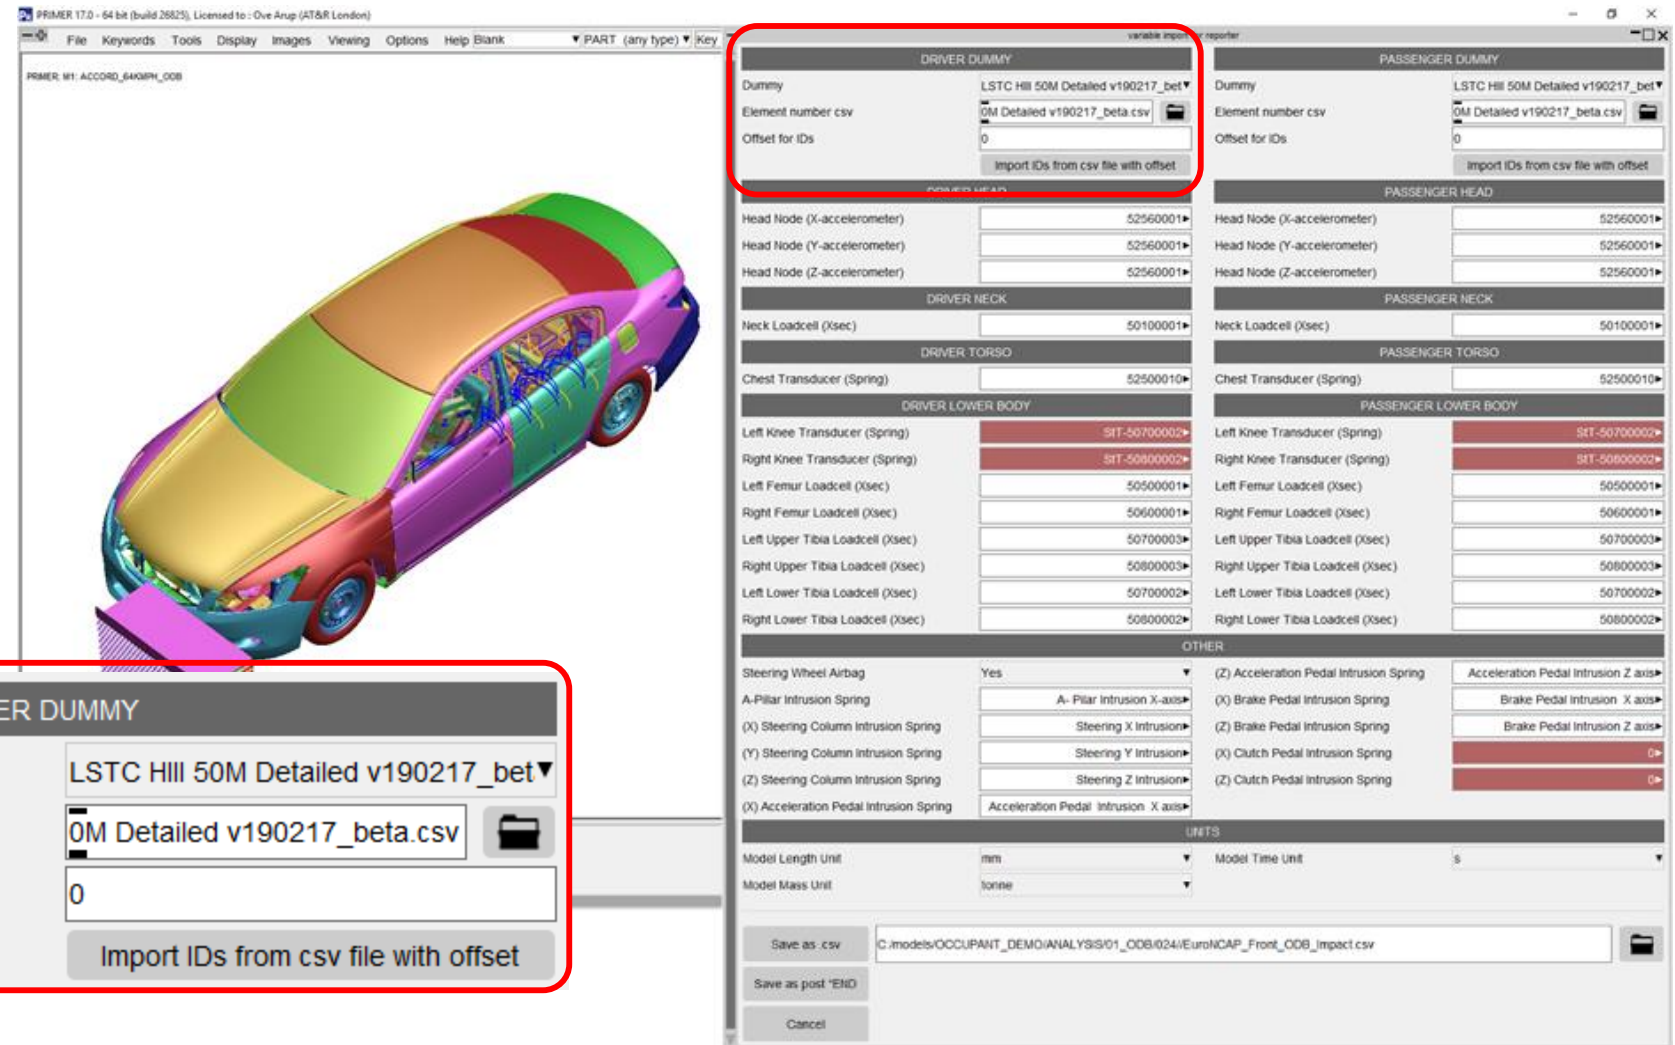 PRIMER 17.0 - 64 bit (build 26825), Licensed to : Ove Arup (AT&R London)
File Keywords Tools Display Images Viewing Options Help Blank PART (any type) Key
variable import for reporter
PRIMER: M1: ACCORD_64KMPH_ODB
DRIVER DUMMY PASSENGER DUMMY
Dummy LSTC HIII 50M Detailed v190217_bet Dummy LSTC HIII 50M Detailed v190217_bet
Element number csv 0M Detailed v190217_beta.csv Element number csv 0M Detailed v190217_beta.csv
Offset for IDs 0 Offset for IDs 0
Import IDs from csv file with offset Import IDs from csv file with offset
DRIVER HEAD PASSENGER HEAD
Head Node (X-accelerometer) 52560001 Head Node (X-accelerometer) 52560001
Head Node (Y-accelerometer) 52560001 Head Node (Y-accelerometer) 52560001
Head Node (Z-accelerometer) 52560001 Head Node (Z-accelerometer) 52560001
DRIVER NECK PASSENGER NECK
Neck Loadcell (Xsec) 50100001 Neck Loadcell (Xsec) 50100001
DRIVER TORSO PASSENGER TORSO
Chest Transducer (Spring) 52500010 Chest Transducer (Spring) 52500010
DRIVER LOWER BODY PASSENGER LOWER BODY
Left Knee Transducer (Spring) StT-50700002 Left Knee Transducer (Spring) StT-50700002
Right Knee Transducer (Spring) StT-50800002 Right Knee Transducer (Spring) StT-50800002
Left Femur Loadcell (Xsec) 50500001 Left Femur Loadcell (Xsec) 50500001
Right Femur Loadcell (Xsec) 50600001 Right Femur Loadcell (Xsec) 50600001
Left Upper Tibia Loadcell (Xsec) 50700003 Left Upper Tibia Loadcell (Xsec) 50700003
Right Upper Tibia Loadcell (Xsec) 50800003 Right Upper Tibia Loadcell (Xsec) 50800003
Left Lower Tibia Loadcell (Xsec) 50700002 Left Lower Tibia Loadcell (Xsec) 50700002
Right Lower Tibia Loadcell (Xsec) 50800002 Right Lower Tibia Loadcell (Xsec) 50800002
OTHER
Steering Wheel Airbag Yes (Z) Acceleration Pedal Intrusion Spring Acceleration Pedal Intrusion Z axis
A-Pillar Intrusion Spring A- Pilar Intrusion X-axis (X) Brake Pedal Intrusion Spring Brake Pedal Intrusion X axis
(X) Steering Column Intrusion Spring Steering X Intrusion (Z) Brake Pedal Intrusion Spring Brake Pedal Intrusion Z axis
(Y) Steering Column Intrusion Spring Steering Y Intrusion (X) Clutch Pedal Intrusion Spring 0
(Z) Steering Column Intrusion Spring Steering Z Intrusion (Z) Clutch Pedal Intrusion Spring 0
(X) Acceleration Pedal Intrusion Spring Acceleration Pedal Intrusion X axis
UNITS
Model Length Unit mm Model Time Unit s
Model Mass Unit tonne
Save as .csv C:/models/OCCUPANT_DEMO/ANALYSIS/01_ODB/024//EuroNCAP_Front_ODB_Impact.csv
Save as post *END
Cancel
ER DUMMY
LSTC HIII 50M Detailed v190217_bet
0M Detailed v190217_beta.csv
0
Import IDs from csv file with offset